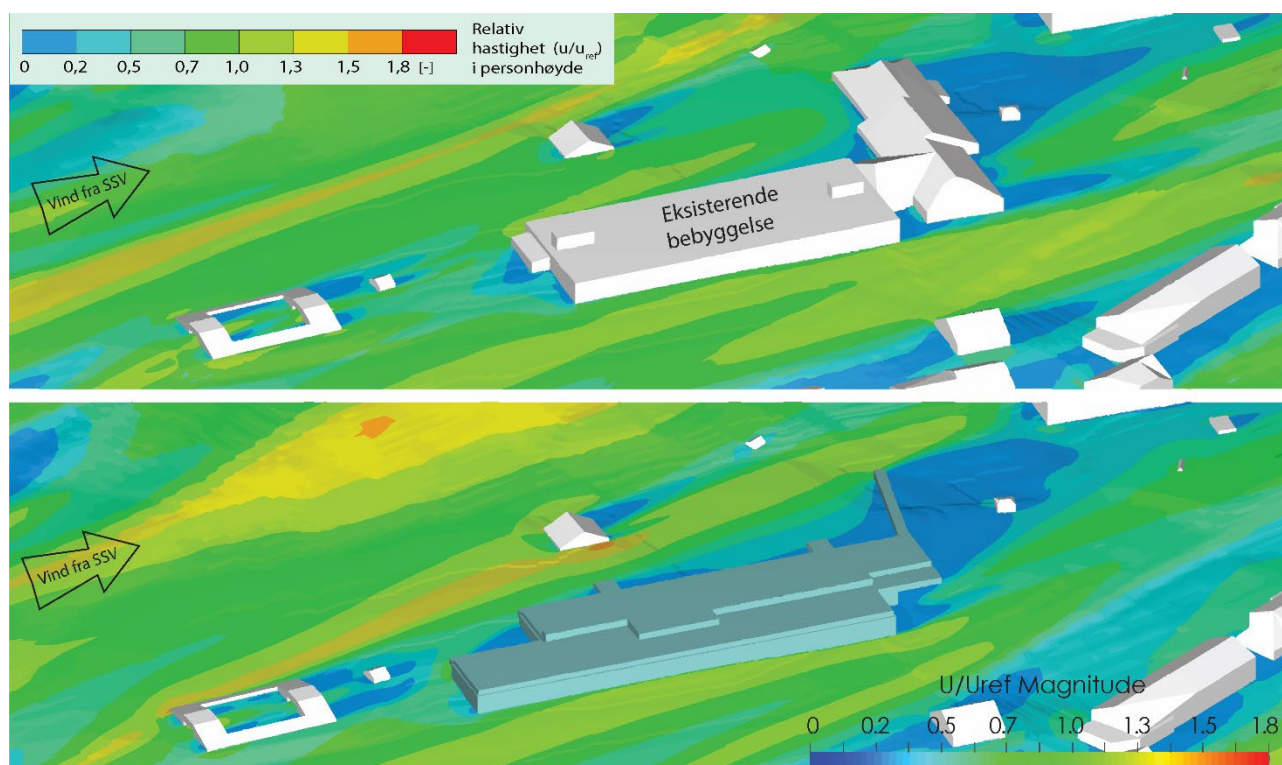 Relativ
hastighet (u/uref)
i personhøyde
0 0,2 0,5 0,7 1,0 1,3 1,5 1,8 [-]
Vind fra SSV
Eksisterende
bebyggelse
Vind fra SSV
U/Uref Magnitude
0 0.2 0.5 0.7 1.0 1.3 1.5 1.8